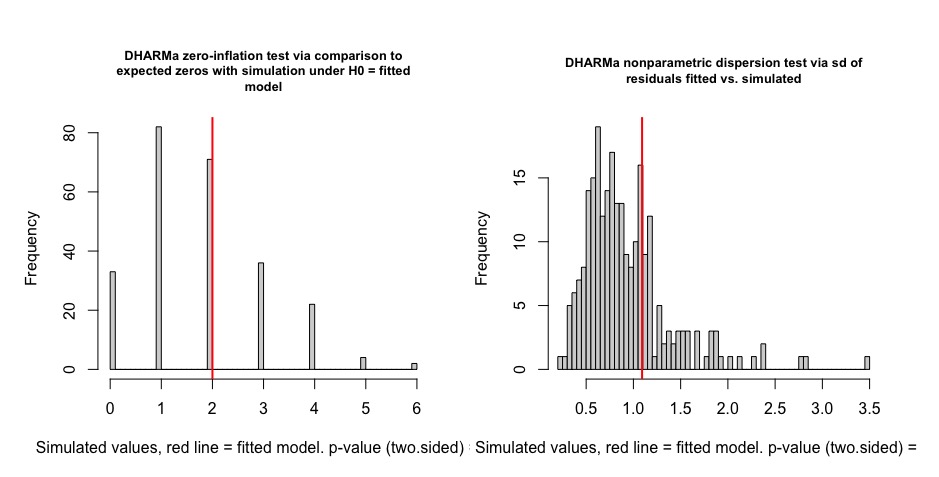 DHARMa zero-inflation test via comparison to
expected zeros with simulation under H0 = fitted
model
Frequency
0
20
40
60
80
0 1 2 3 4 5 6
Simulated values, red line = fitted model. p-value (two.sided)
DHARMa nonparametric dispersion test via sd of
residuals fitted vs. simulated
Frequency
0
5
10
15
0.5 1.0 1.5 2.0 2.5 3.0 3.5
Simulated values, red line = fitted model. p-value (two.sided) =